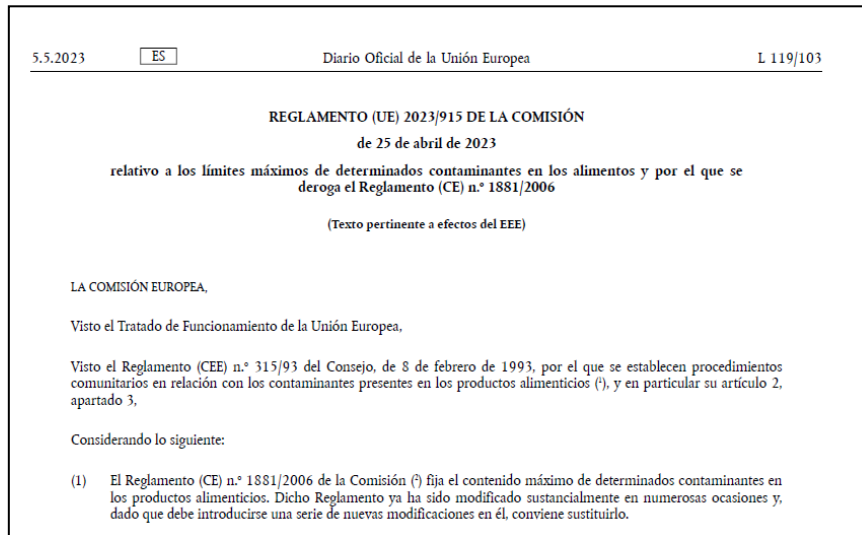 5.5.2023 ES Diario Oficial de la Unión Europea L 119/103
REGLAMENTO (UE) 2023/915 DE LA COMISIÓN
de 25 de abril de 2023
relativo a los límites máximos de determinados contaminantes en los alimentos y por el que se
deroga el Reglamento (CE) n.º 1881/2006
(Texto pertinente a efectos del EEE)
LA COMISIÓN EUROPEA,
Visto el Tratado de Funcionamiento de la Unión Europea,
Visto el Reglamento (CEE) n.º 315/93 del Consejo, de 8 de febrero de 1993, por el que se establecen procedimientos
comunitarios en relación con los contaminantes presentes en los productos alimenticios (¹), y en particular su artículo 2,
apartado 3,
Considerando lo siguiente:
(1) El Reglamento (CE) n.º 1881/2006 de la Comisión (²) fija el contenido máximo de determinados contaminantes en
los productos alimenticios. Dicho Reglamento ya ha sido modificado sustancialmente en numerosas ocasiones y,
dado que debe introducirse una serie de nuevas modificaciones en él, conviene sustituirlo.